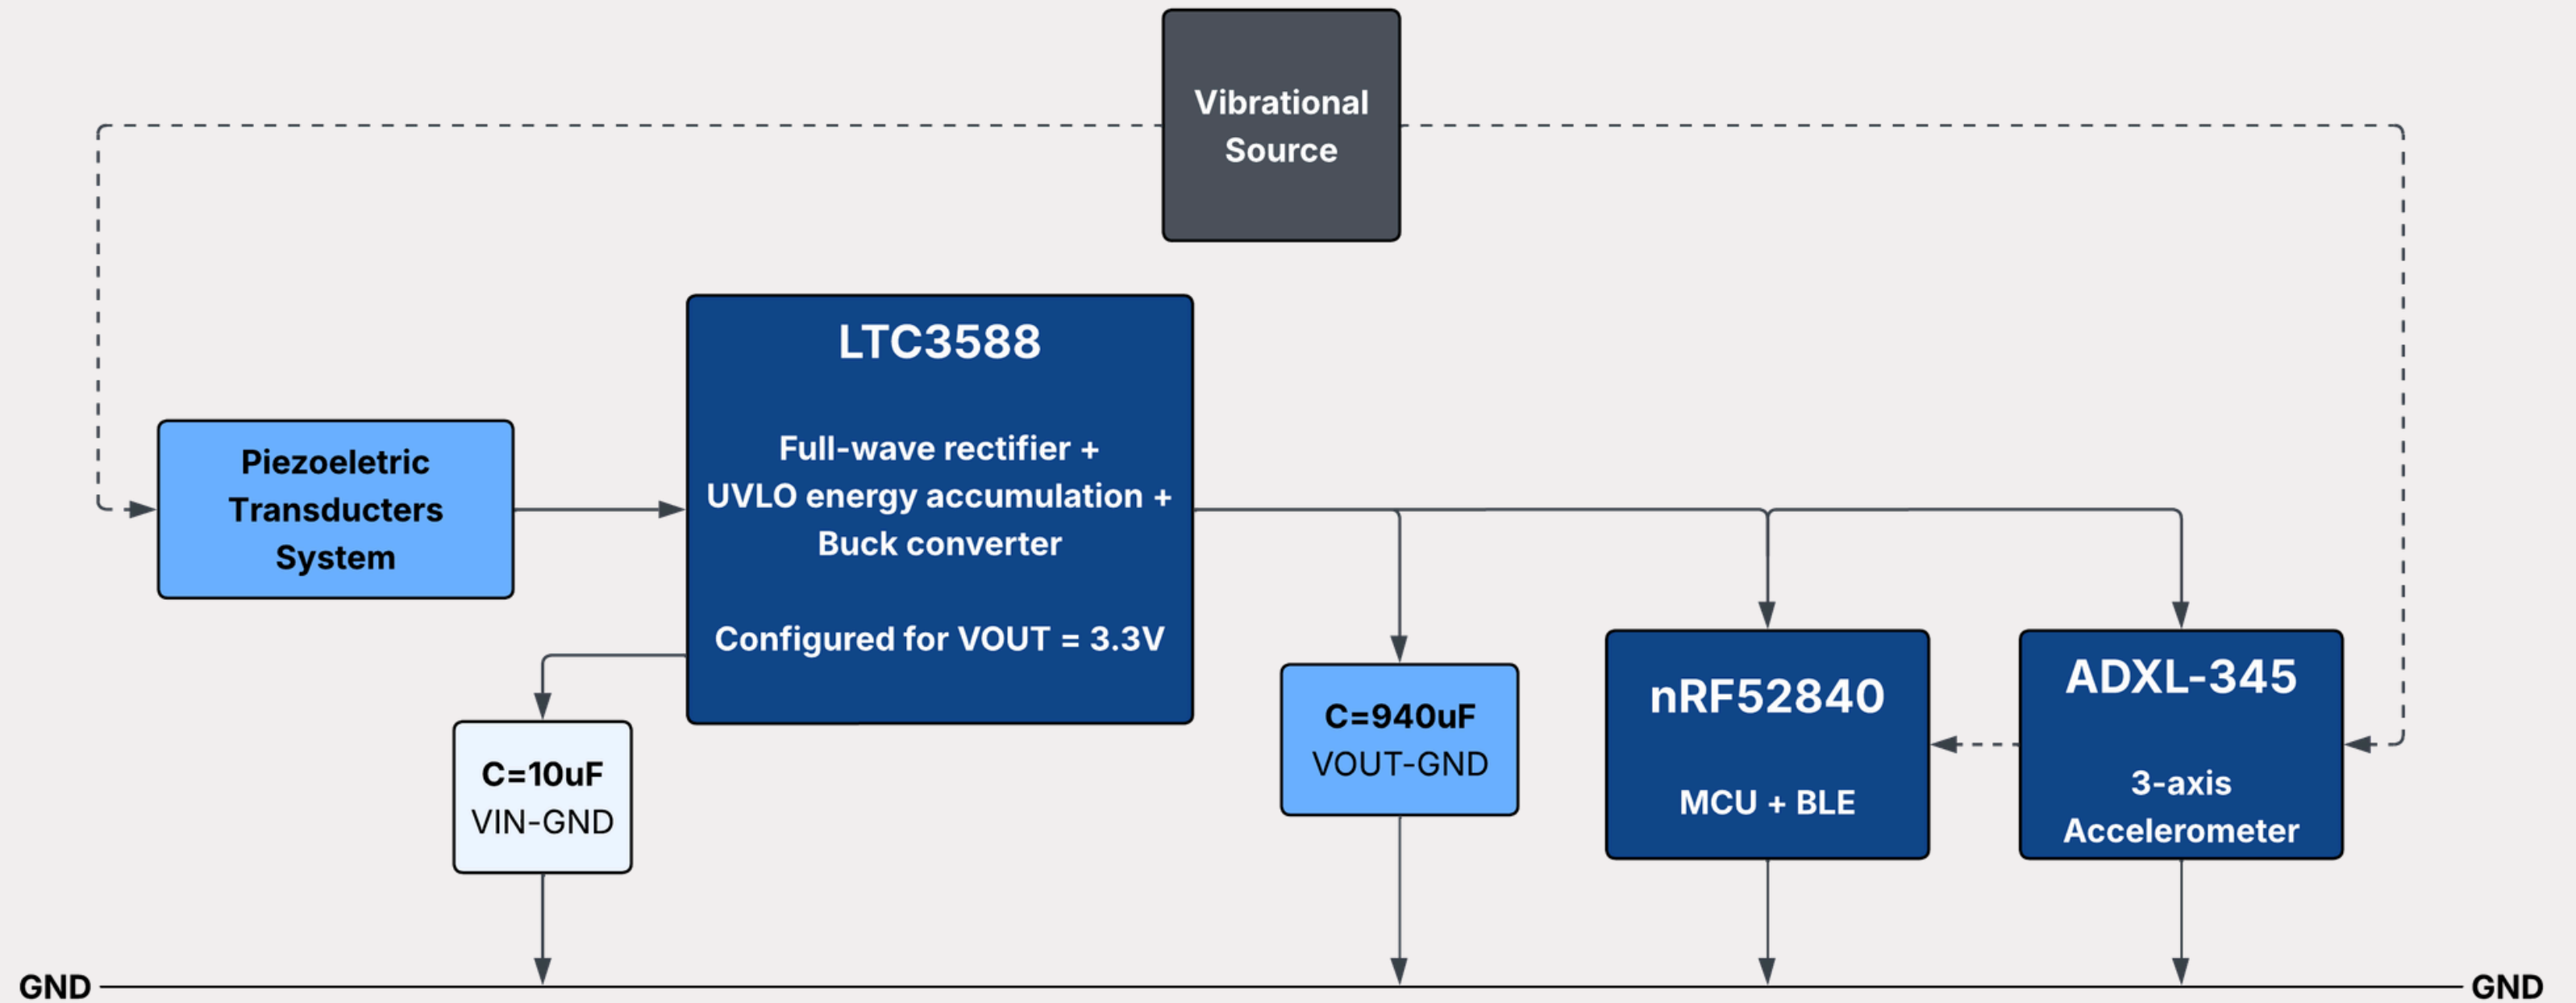 Vibrational
Source
LTC3588
Full-wave rectifier +
UVLO energy accumulation +
Buck converter
Configured for VOUT = 3.3V
Piezoeletric
Transducters
System
C=10uF
VIN-GND
C=940uF
VOUT-GND
nRF52840
MCU + BLE
ADXL-345
3-axis
Accelerometer
GND
GND